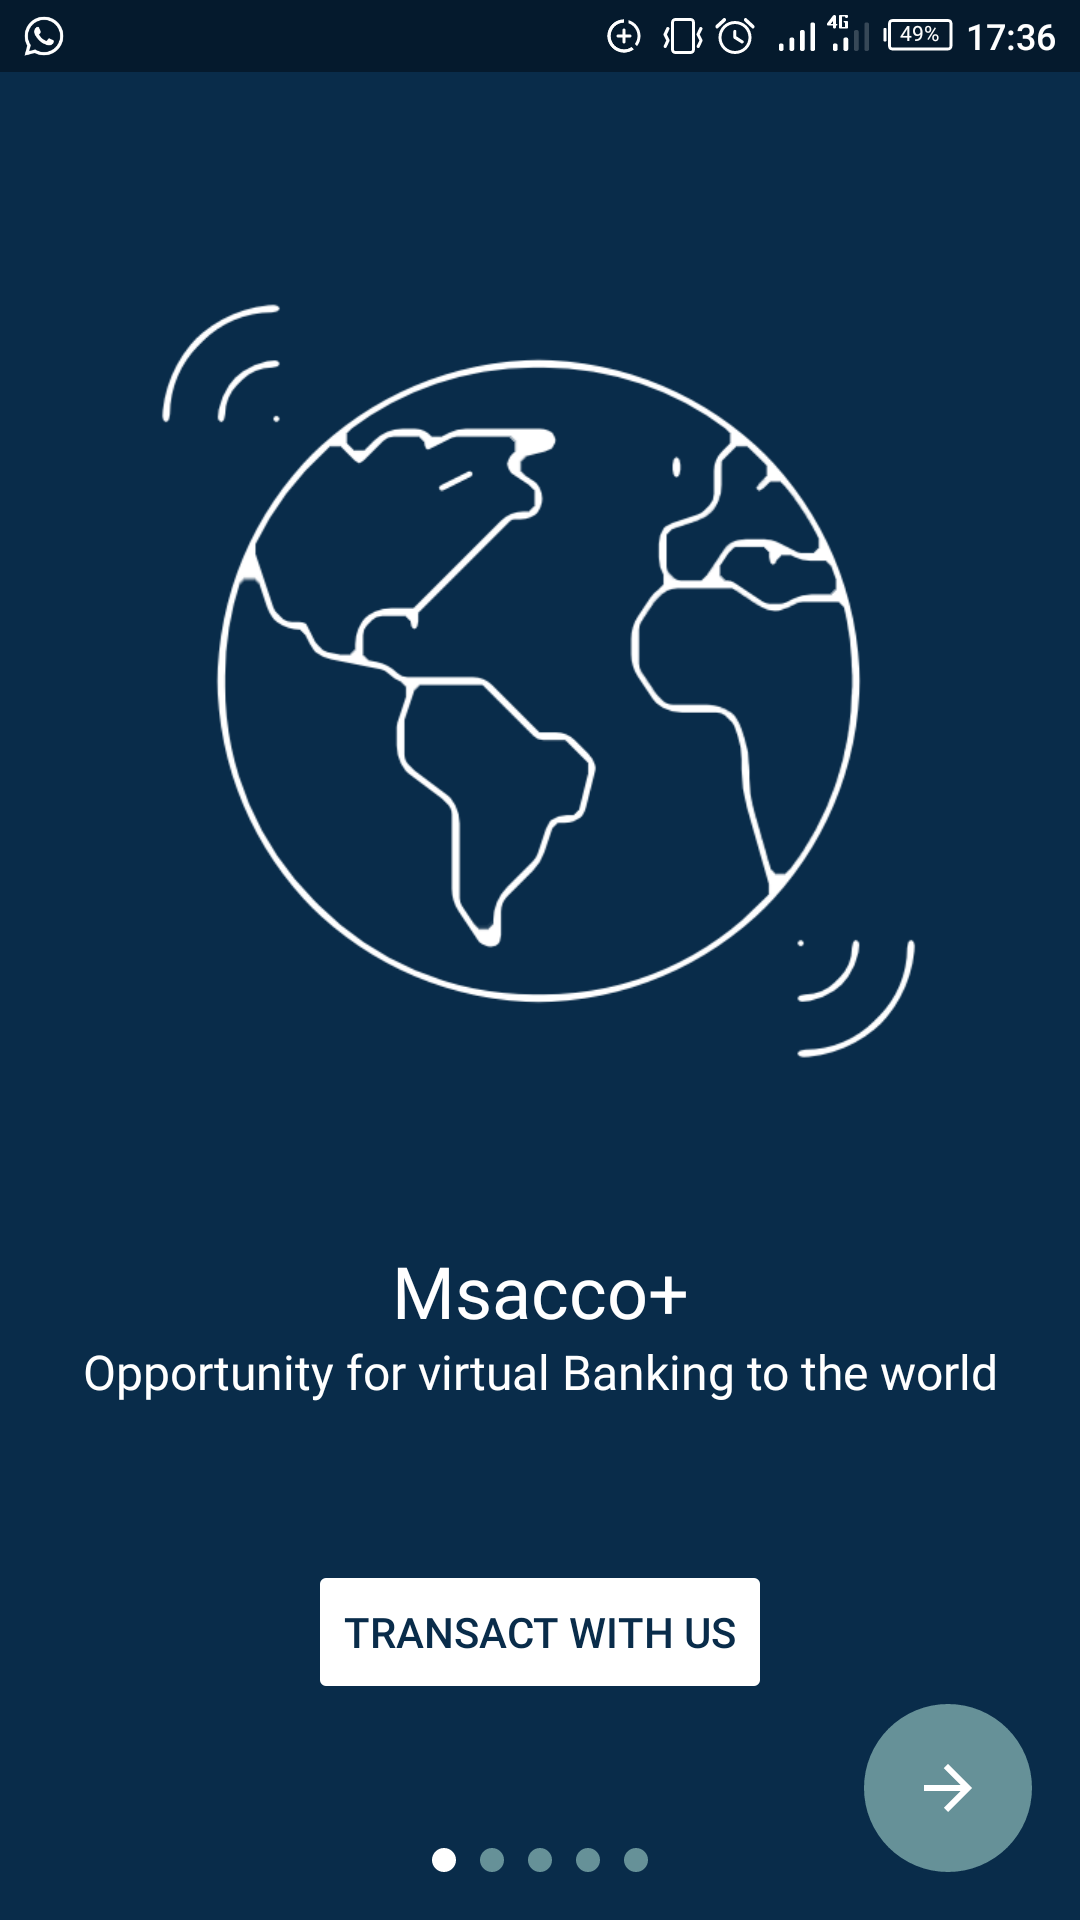 4G 49% 17:36
Msacco+
Opportunity for virtual Banking to the world
TRANSACT WITH US